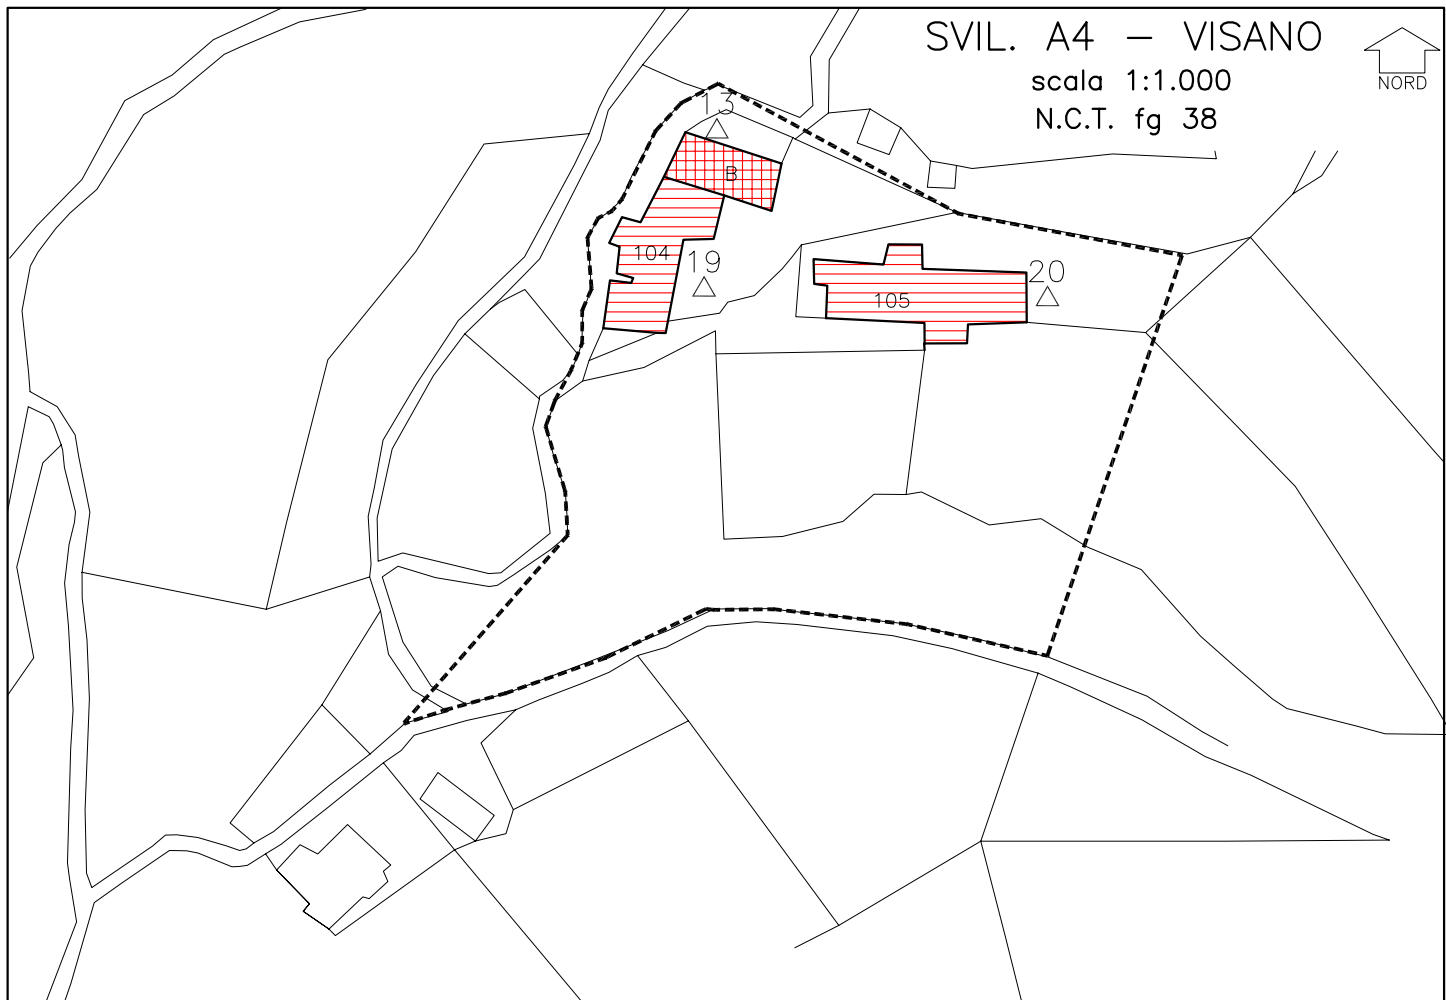 SVIL. A4 – VISANO
scala 1:1.000
N.C.T. fg 38
NORD
13
B
104
19
20
105